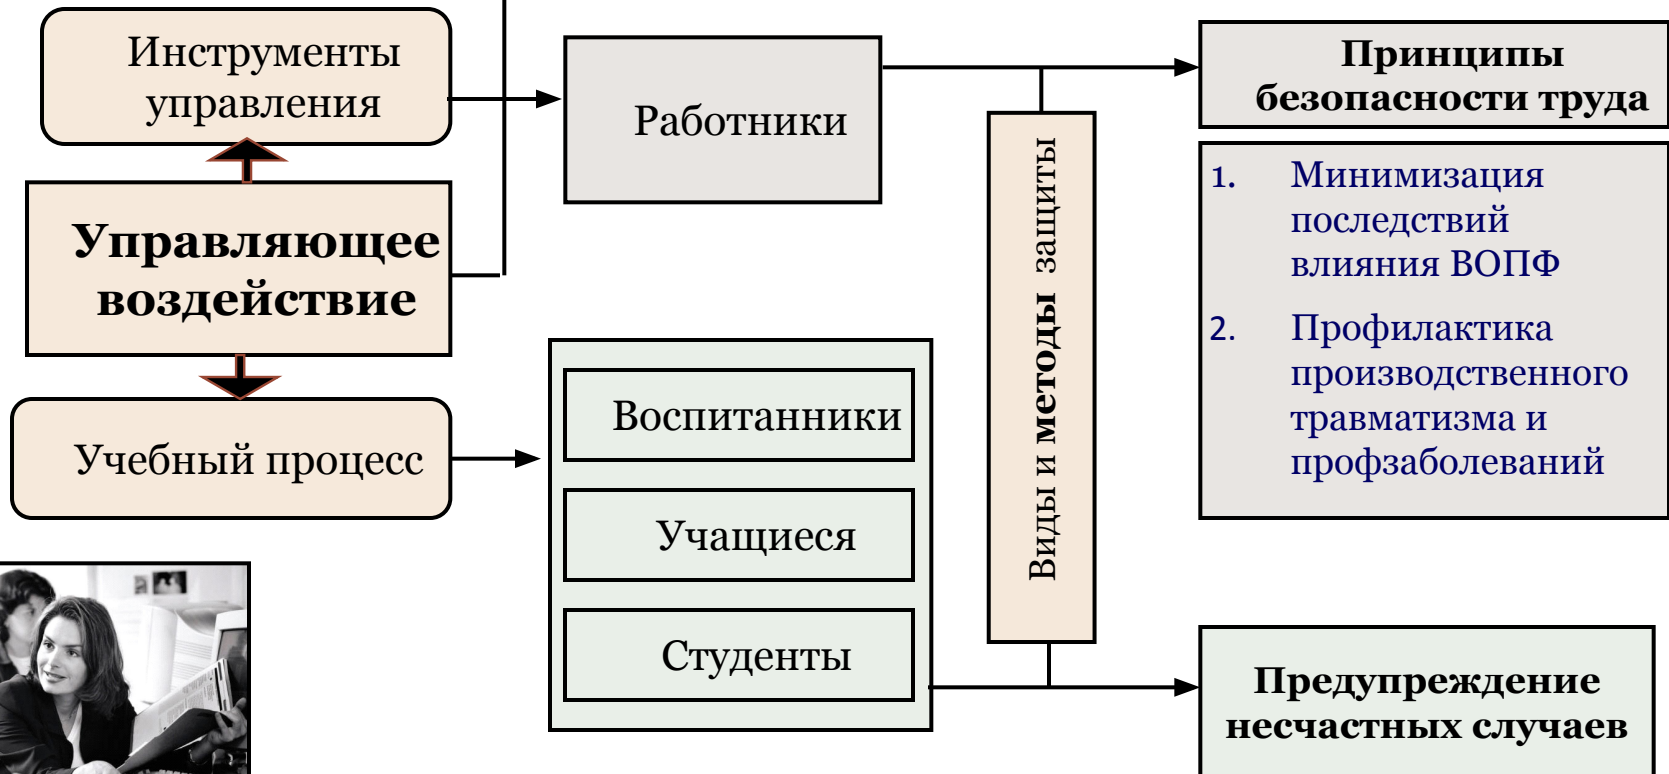 Инструменты
управления
Управляющее
воздействие
Учебный процесс
Работники
Воспитанники
Учащиеся
Студенты
Виды и методы защиты
Принципы
безопасности труда
1. Минимизация
последствий
влияния ВОПФ
2. Профилактика
производственного
травматизма и
профзаболеваний
Предупреждение
несчастных случаев